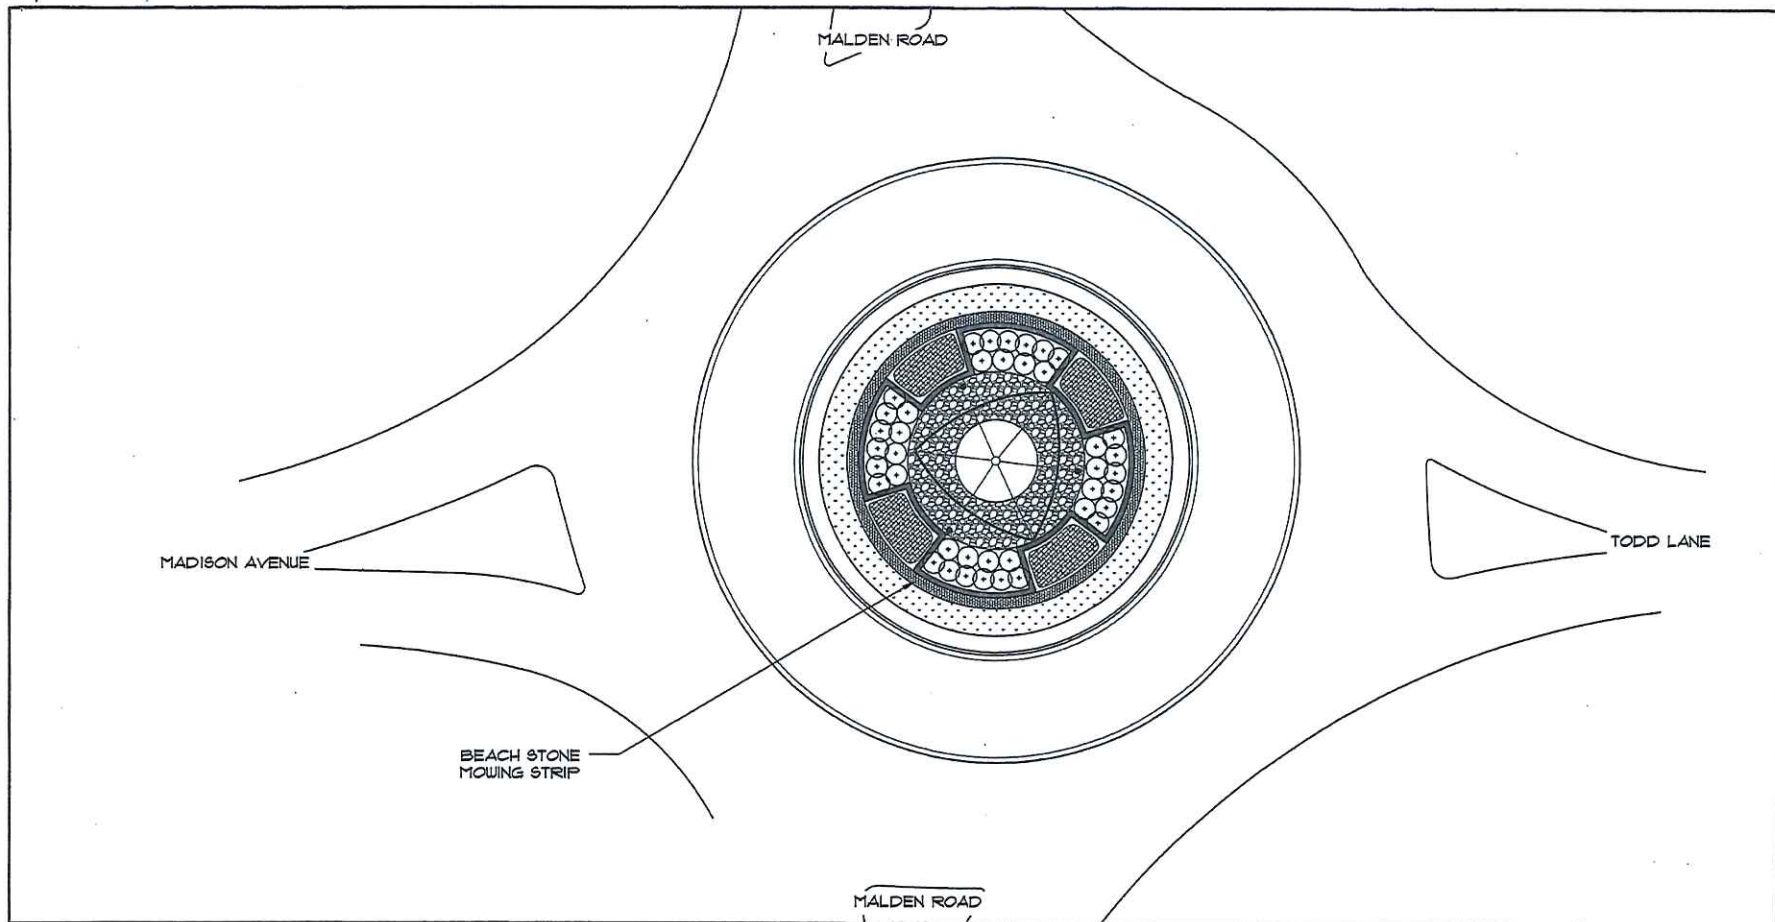 MALDEN ROAD
MADISON AVENUE
TODD LANE
BEACH STONE
MOWING STRIP
MALDEN ROAD